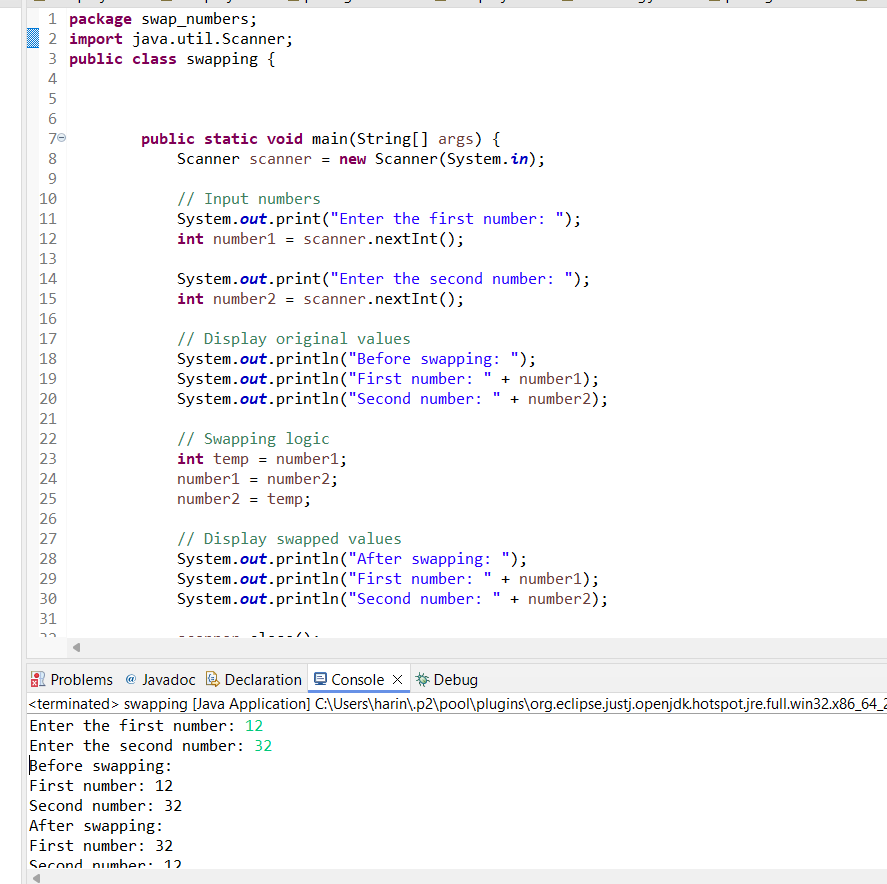 1 package swap_numbers;
2 import java.util.Scanner;
3 public class swapping {
4
5
6
7 public static void main(String[] args) {
8 Scanner scanner = new Scanner(System.in);
9
10 // Input numbers
11 System.out.print("Enter the first number: ");
12 int number1 = scanner.nextInt();
13
14 System.out.print("Enter the second number: ");
15 int number2 = scanner.nextInt();
16
17 // Display original values
18 System.out.println("Before swapping: ");
19 System.out.println("First number: " + number1);
20 System.out.println("Second number: " + number2);
21
22 // Swapping logic
23 int temp = number1;
24 number1 = number2;
25 number2 = temp;
26
27 // Display swapped values
28 System.out.println("After swapping: ");
29 System.out.println("First number: " + number1);
30 System.out.println("Second number: " + number2);
31
32 scanner.close();
Problems @ Javadoc Declaration Console Debug
<terminated> swapping [Java Application] C:\Users\harin\.p2\pool\plugins\org.eclipse.justj.openjdk.hotspot.jre.full.win32.x86_64_2
Enter the first number: 12
Enter the second number: 32
Before swapping:
First number: 12
Second number: 32
After swapping:
First number: 32
Second number: 12